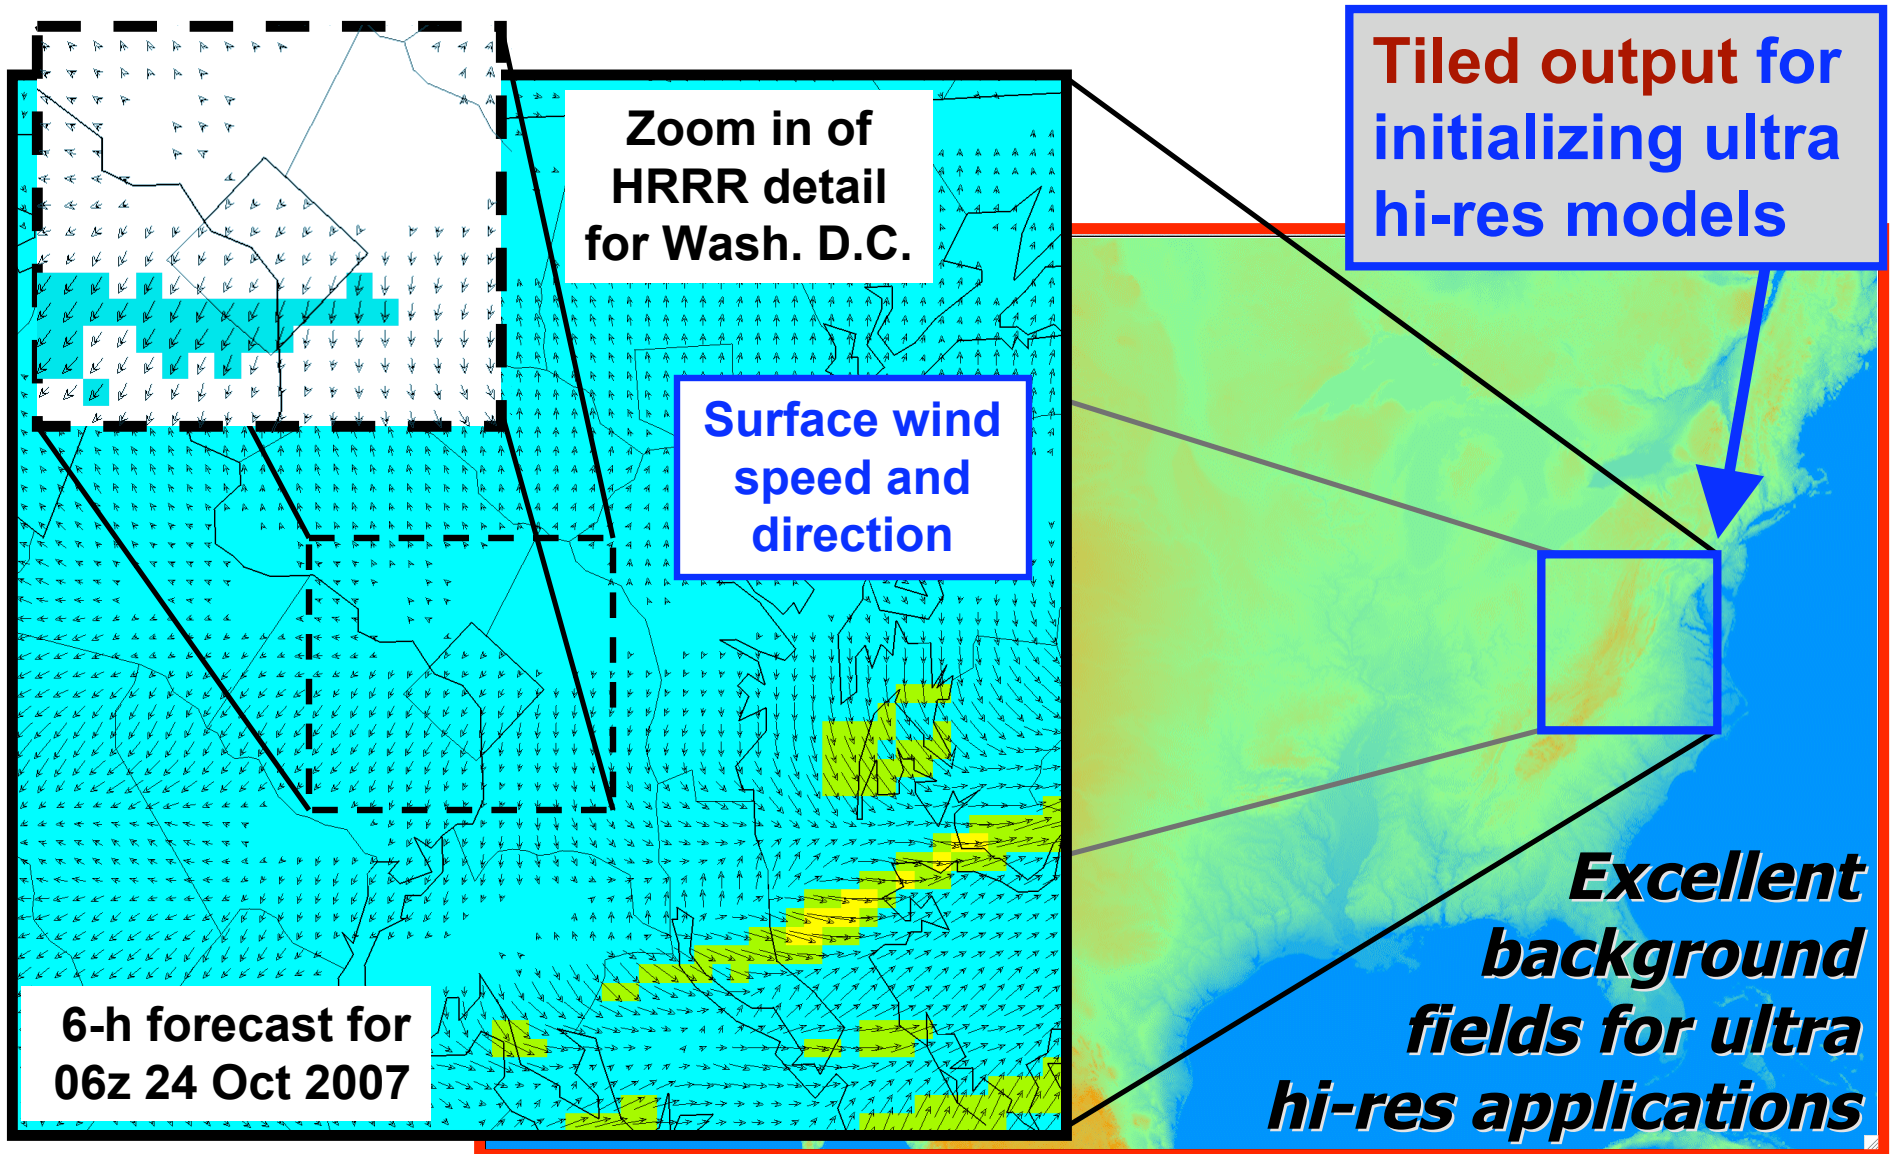 Tiled output for
initializing ultra
hi-res models
Zoom in of
HRRR detail
for Wash. D.C.
Surface wind
speed and
direction
6-h forecast for
06z 24 Oct 2007
Excellent
background
fields for ultra
hi-res applications